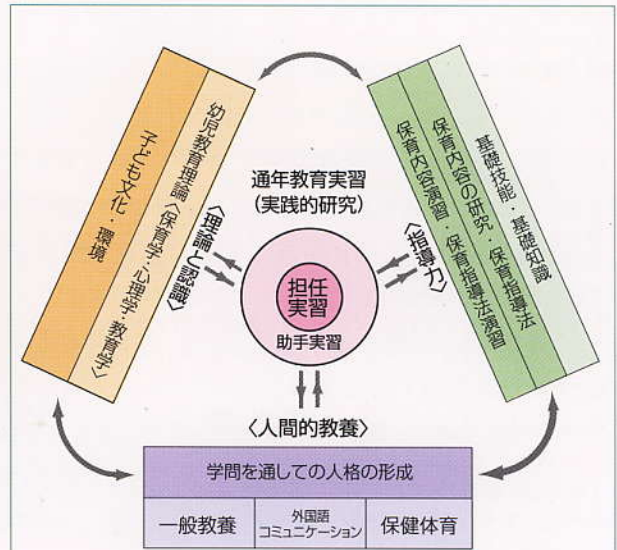 子ども文化・環境
幼児教育理論〈保育学・心理学・教育学〉
〈理論と認識〉
通年教育実習
(実践的研究)
担任
実習
助手実習
〈指導力〉
保育内容演習・保育指導法演習
保育内容の研究・保育指導法
基礎技能・基礎知識
〈人間的教養〉
学問を通しての人格の形成
一般教養
外国語
コミュニケーション
保健体育